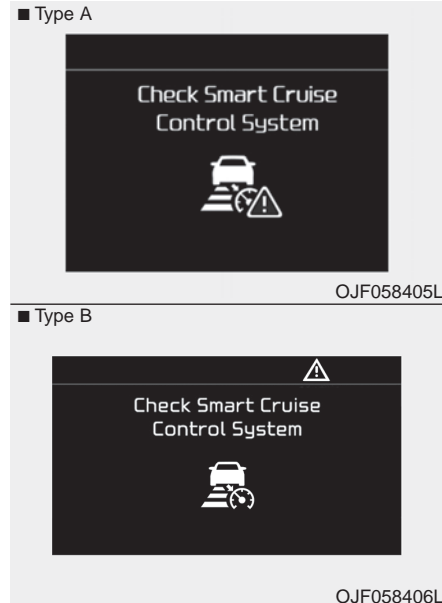 ■ Type A
Check Smart Cruise
Control System
OJF058405L
■ Type B
Check Smart Cruise
Control System
OJF058406L